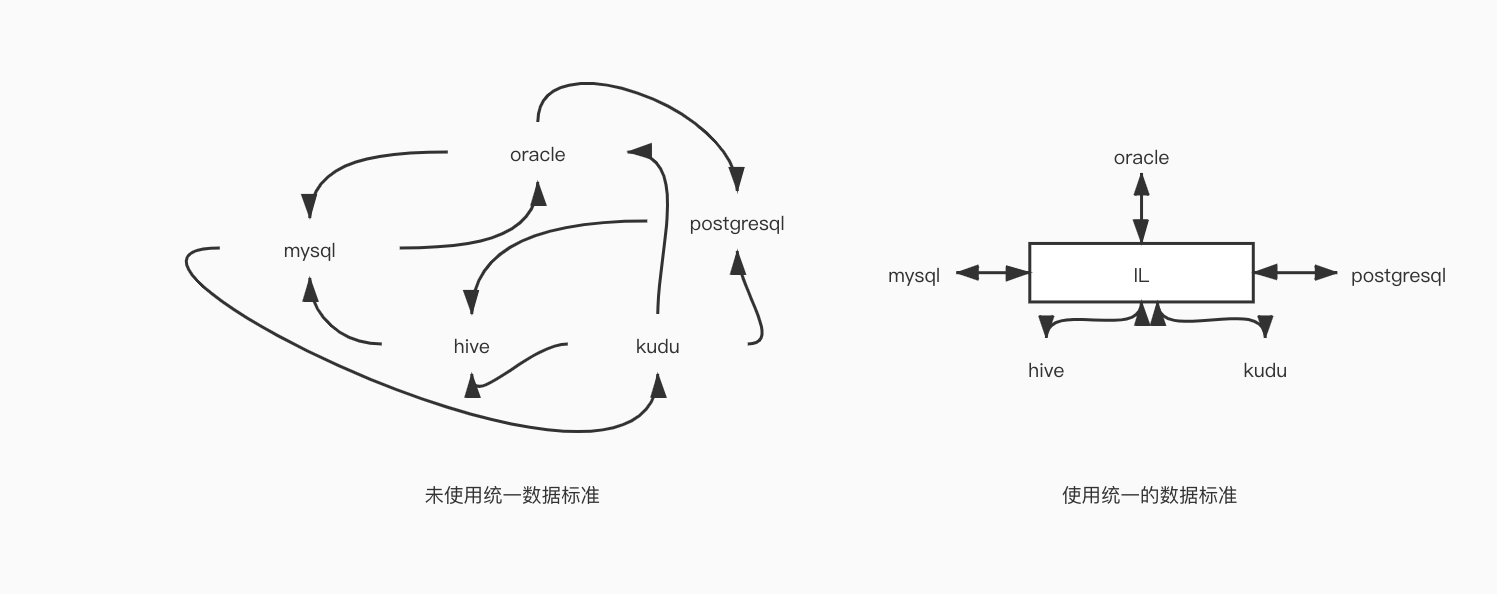 oracle
postgresql
mysql
hive
kudu
未使用统一数据标准
oracle
mysql
IL
postgresql
hive
kudu
使用统一的数据标准